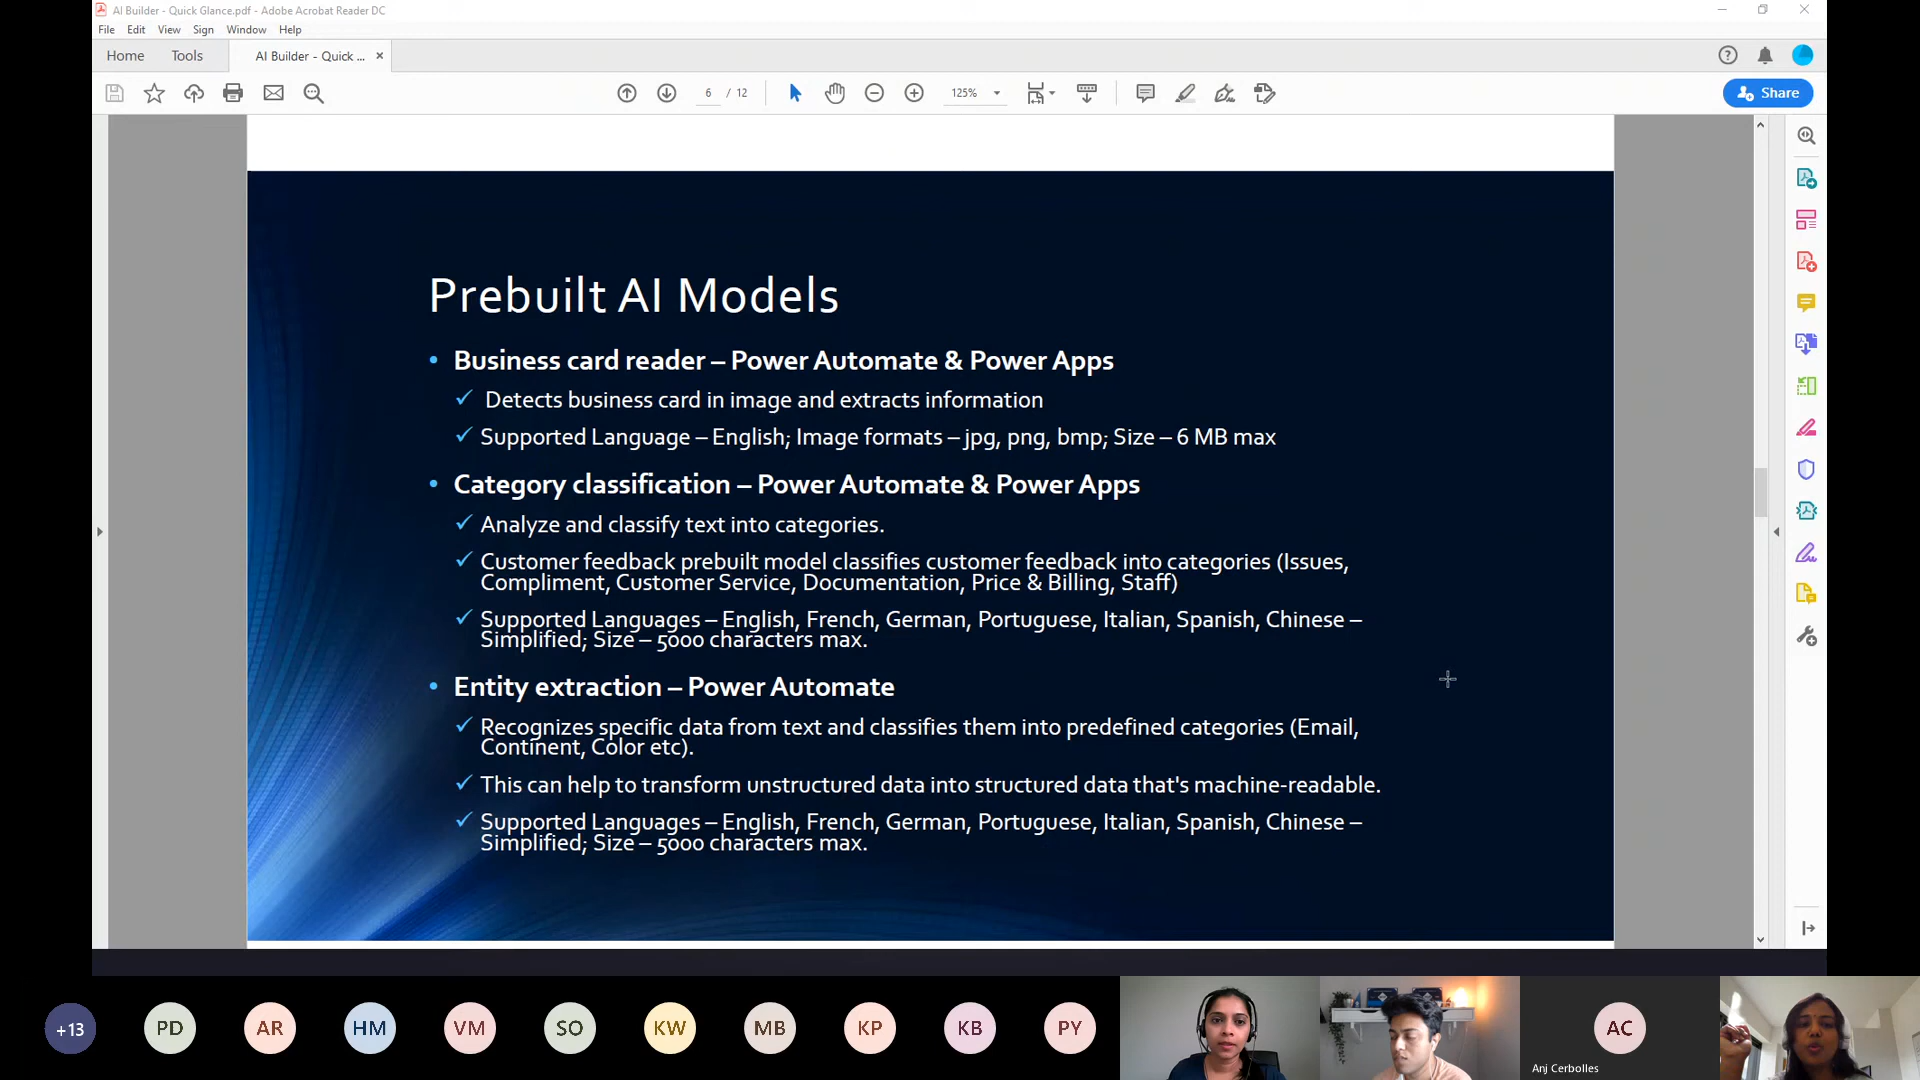 AI Builder - Quick Glance.pdf - Adobe Acrobat Reader DC
File Edit View Sign Window Help
Home Tools AI Builder - Quick ... ×
6 / 12 125% Share
Prebuilt AI Models
• Business card reader – Power Automate & Power Apps
✓ Detects business card in image and extracts information
✓ Supported Language – English; Image formats – jpg, png, bmp; Size – 6 MB max
• Category classification – Power Automate & Power Apps
✓ Analyze and classify text into categories.
✓ Customer feedback prebuilt model classifies customer feedback into categories (Issues,
Compliment, Customer Service, Documentation, Price & Billing, Staff)
✓ Supported Languages – English, French, German, Portuguese, Italian, Spanish, Chinese –
Simplified; Size – 5000 characters max.
• Entity extraction – Power Automate
✓ Recognizes specific data from text and classifies them into predefined categories (Email,
Continent, Color etc).
✓ This can help to transform unstructured data into structured data that's machine-readable.
✓ Supported Languages – English, French, German, Portuguese, Italian, Spanish, Chinese –
Simplified; Size – 5000 characters max.
+13 PD AR HM VM SO KW MB KP KB PY AC
Anj Cerbolles